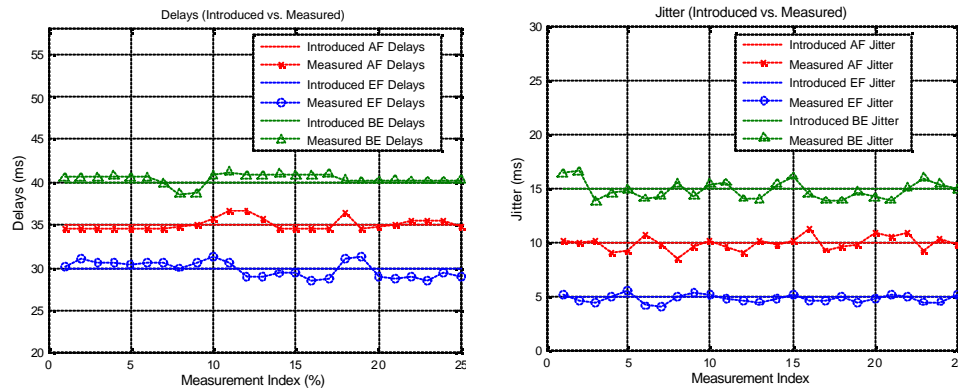 Delays (Introduced vs. Measured)
55
50
45
40
35
30
25
20
Delays (ms)
Introduced AF Delays
Measured AF Delays
Introduced EF Delays
Measured EF Delays
Introduced BE Delays
Measured BE Delays
0 5 10 15 20 25
Measurement Index (%)
Jitter (Introduced vs. Measured)
30
25
20
15
10
5
0
Jitter (ms)
Introduced AF Jitter
Measured AF Jitter
Introduced EF Jitter
Measured EF Jitter
Introduced BE Jitter
Measured BE Jitter
0 5 10 15 20 25
Measurement Index